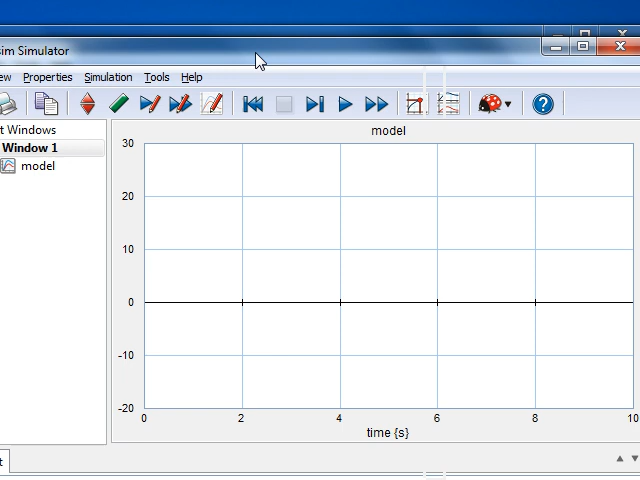 sim Simulator
ew Properties Simulation Tools Help
t Windows
Window 1
model
model
30
20
10
0
-10
-20
0 2 4 6 8 10
time {s}
t